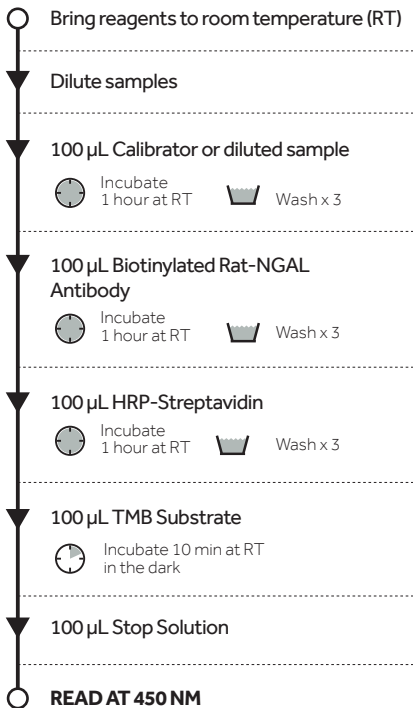 Bring reagents to room temperature (RT)
Dilute samples
100 µL Calibrator or diluted sample
Incubate
1 hour at RT
Wash x 3
100 µL Biotinylated Rat-NGAL
Antibody
Incubate
1 hour at RT
Wash x 3
100 µL HRP-Streptavidin
Incubate
1 hour at RT
Wash x 3
100 µL TMB Substrate
Incubate 10 min at RT
in the dark
100 µL Stop Solution
READ AT 450 NM